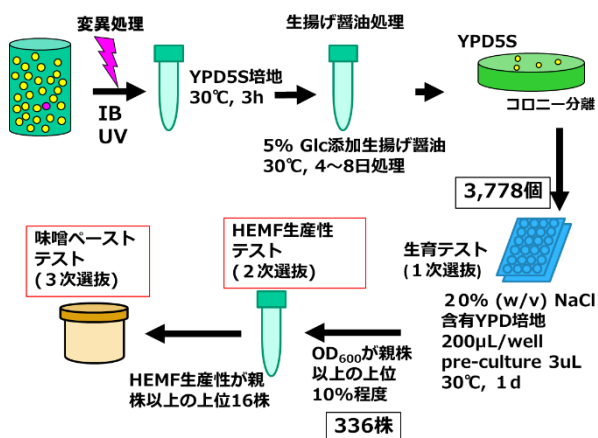 変異処理
IB
UV
YPD5S培地
30℃, 3h
生揚げ醤油処理
5% Glc添加生揚げ醤油
30℃, 4～8日処理
YPD5S
コロニー分離
3,778個
生育テスト
(１次選抜)
20% (w/v) NaCl
含有YPD培地
200μL/well
pre-culture 3uL
30℃, 1d
OD600が親株
以上の上位
10%程度
336株
HEMF生産性
テスト
(２次選抜)
HEMF生産性が親
株以上の上位16株
味噌ペースト
テスト
(３次選抜)